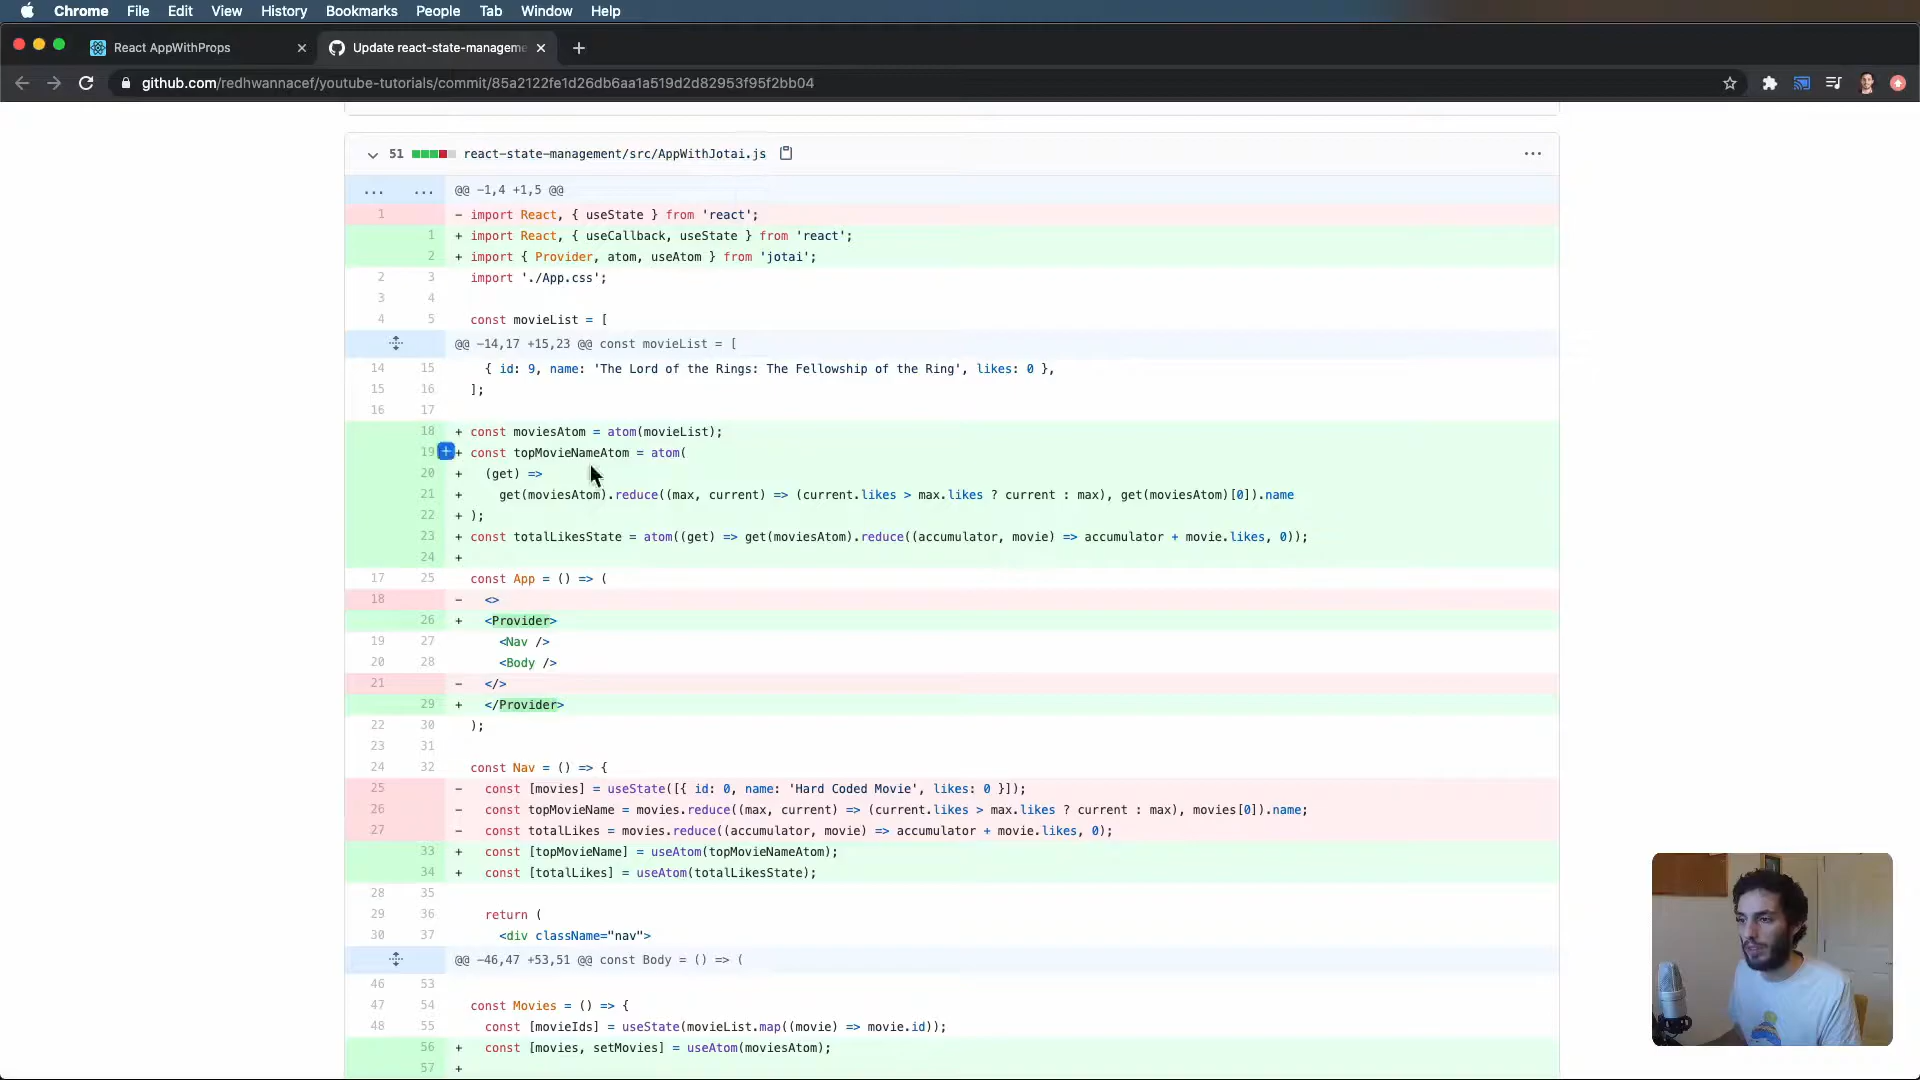 Chrome File Edit View History Bookmarks People Tab Window Help
React AppWithProps
Update react-state-manageme
github.com/redhwannacef/youtube-tutorials/commit/85a2122fe1d26db6aa1a519d2d82953f95f2bb04
51 react-state-management/src/AppWithJotai.js
... ... @@ -1,4 +1,5 @@
1 - import React, { useState } from 'react';
1 + import React, { useCallback, useState } from 'react';
2 + import { Provider, atom, useAtom } from 'jotai';
2 3 import './App.css';
3 4
4 5 const movieList = [
@@ -14,17 +15,23 @@ const movieList = [
14 15 { id: 9, name: 'The Lord of the Rings: The Fellowship of the Ring', likes: 0 },
15 16 ];
16 17
18 + const moviesAtom = atom(movieList);
19 + const topMovieNameAtom = atom(
20 + (get) =>
21 + get(moviesAtom).reduce((max, current) => (current.likes > max.likes ? current : max), get(moviesAtom)[0]).name
22 + );
23 + const totalLikesState = atom((get) => get(moviesAtom).reduce((accumulator, movie) => accumulator + movie.likes, 0));
24 +
17 25 const App = () => (
18 - <>
26 + <Provider>
19 27 <Nav />
20 28 <Body />
21 - </>
29 + </Provider>
22 30 );
23 31
24 32 const Nav = () => {
25 - const [movies] = useState([{ id: 0, name: 'Hard Coded Movie', likes: 0 }]);
26 - const topMovieName = movies.reduce((max, current) => (current.likes > max.likes ? current : max), movies[0]).name;
27 - const totalLikes = movies.reduce((accumulator, movie) => accumulator + movie.likes, 0);
33 + const [topMovieName] = useAtom(topMovieNameAtom);
34 + const [totalLikes] = useAtom(totalLikesState);
28 35
29 36 return (
30 37 <div className="nav">
@@ -46,47 +53,51 @@ const Body = () => (
46 53
47 54 const Movies = () => {
48 55 const [movieIds] = useState(movieList.map((movie) => movie.id));
56 + const [movies, setMovies] = useAtom(moviesAtom);
57 +